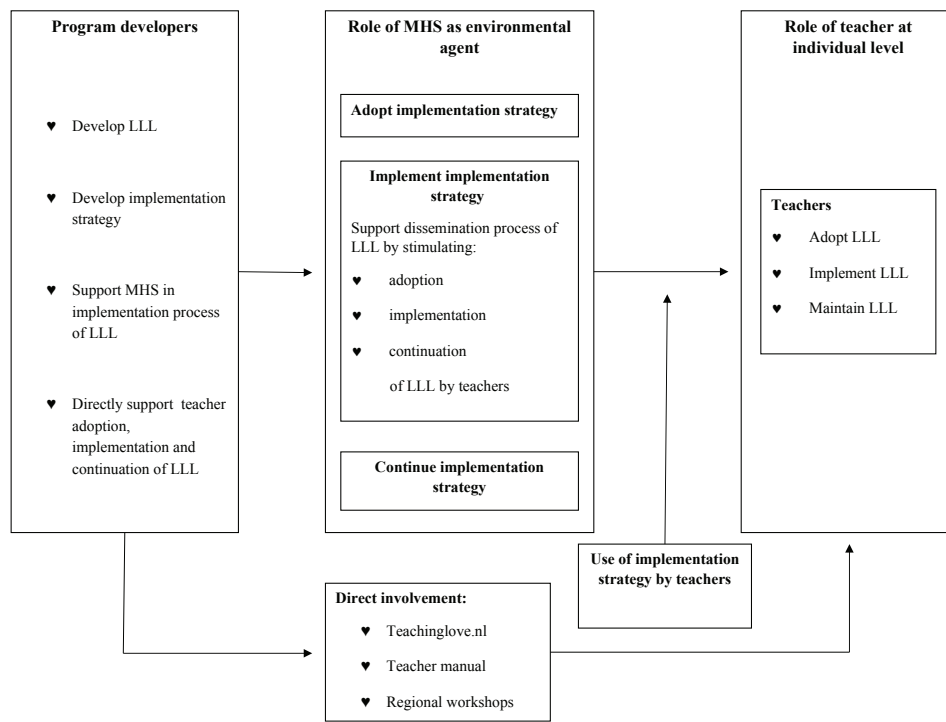 Program developers
♥ Develop LLL
♥ Develop implementation
strategy
♥ Support MHS in
implementation process
of LLL
♥ Directly support teacher
adoption,
implementation and
continuation of LLL
Role of MHS as environmental
agent
Adopt implementation strategy
Implement implementation
strategy
Support dissemination process of
LLL by stimulating:
♥ adoption
♥ implementation
♥ continuation
of LLL by teachers
Continue implementation
strategy
Role of teacher at
individual level
Teachers
♥ Adopt LLL
♥ Implement LLL
♥ Maintain LLL
Use of implementation
strategy by teachers
Direct involvement:
♥ Teachinglove.nl
♥ Teacher manual
♥ Regional workshops